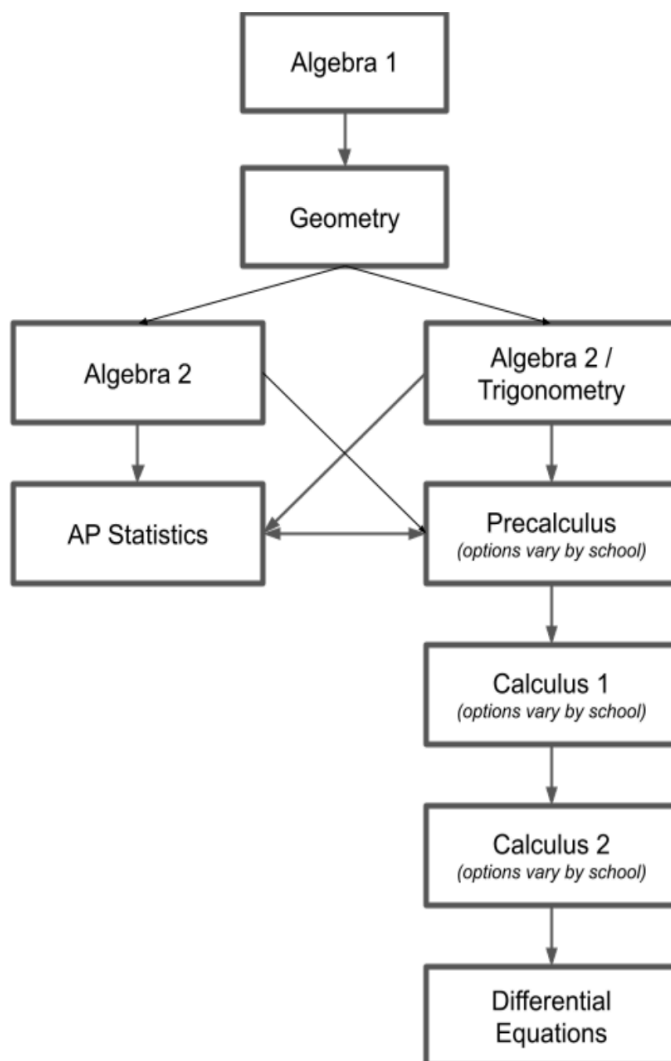 Algebra 1
Geometry
Algebra 2
Algebra 2 /
Trigonometry
AP Statistics
Precalculus
(options vary by school)
Calculus 1
(options vary by school)
Calculus 2
(options vary by school)
Differential
Equations